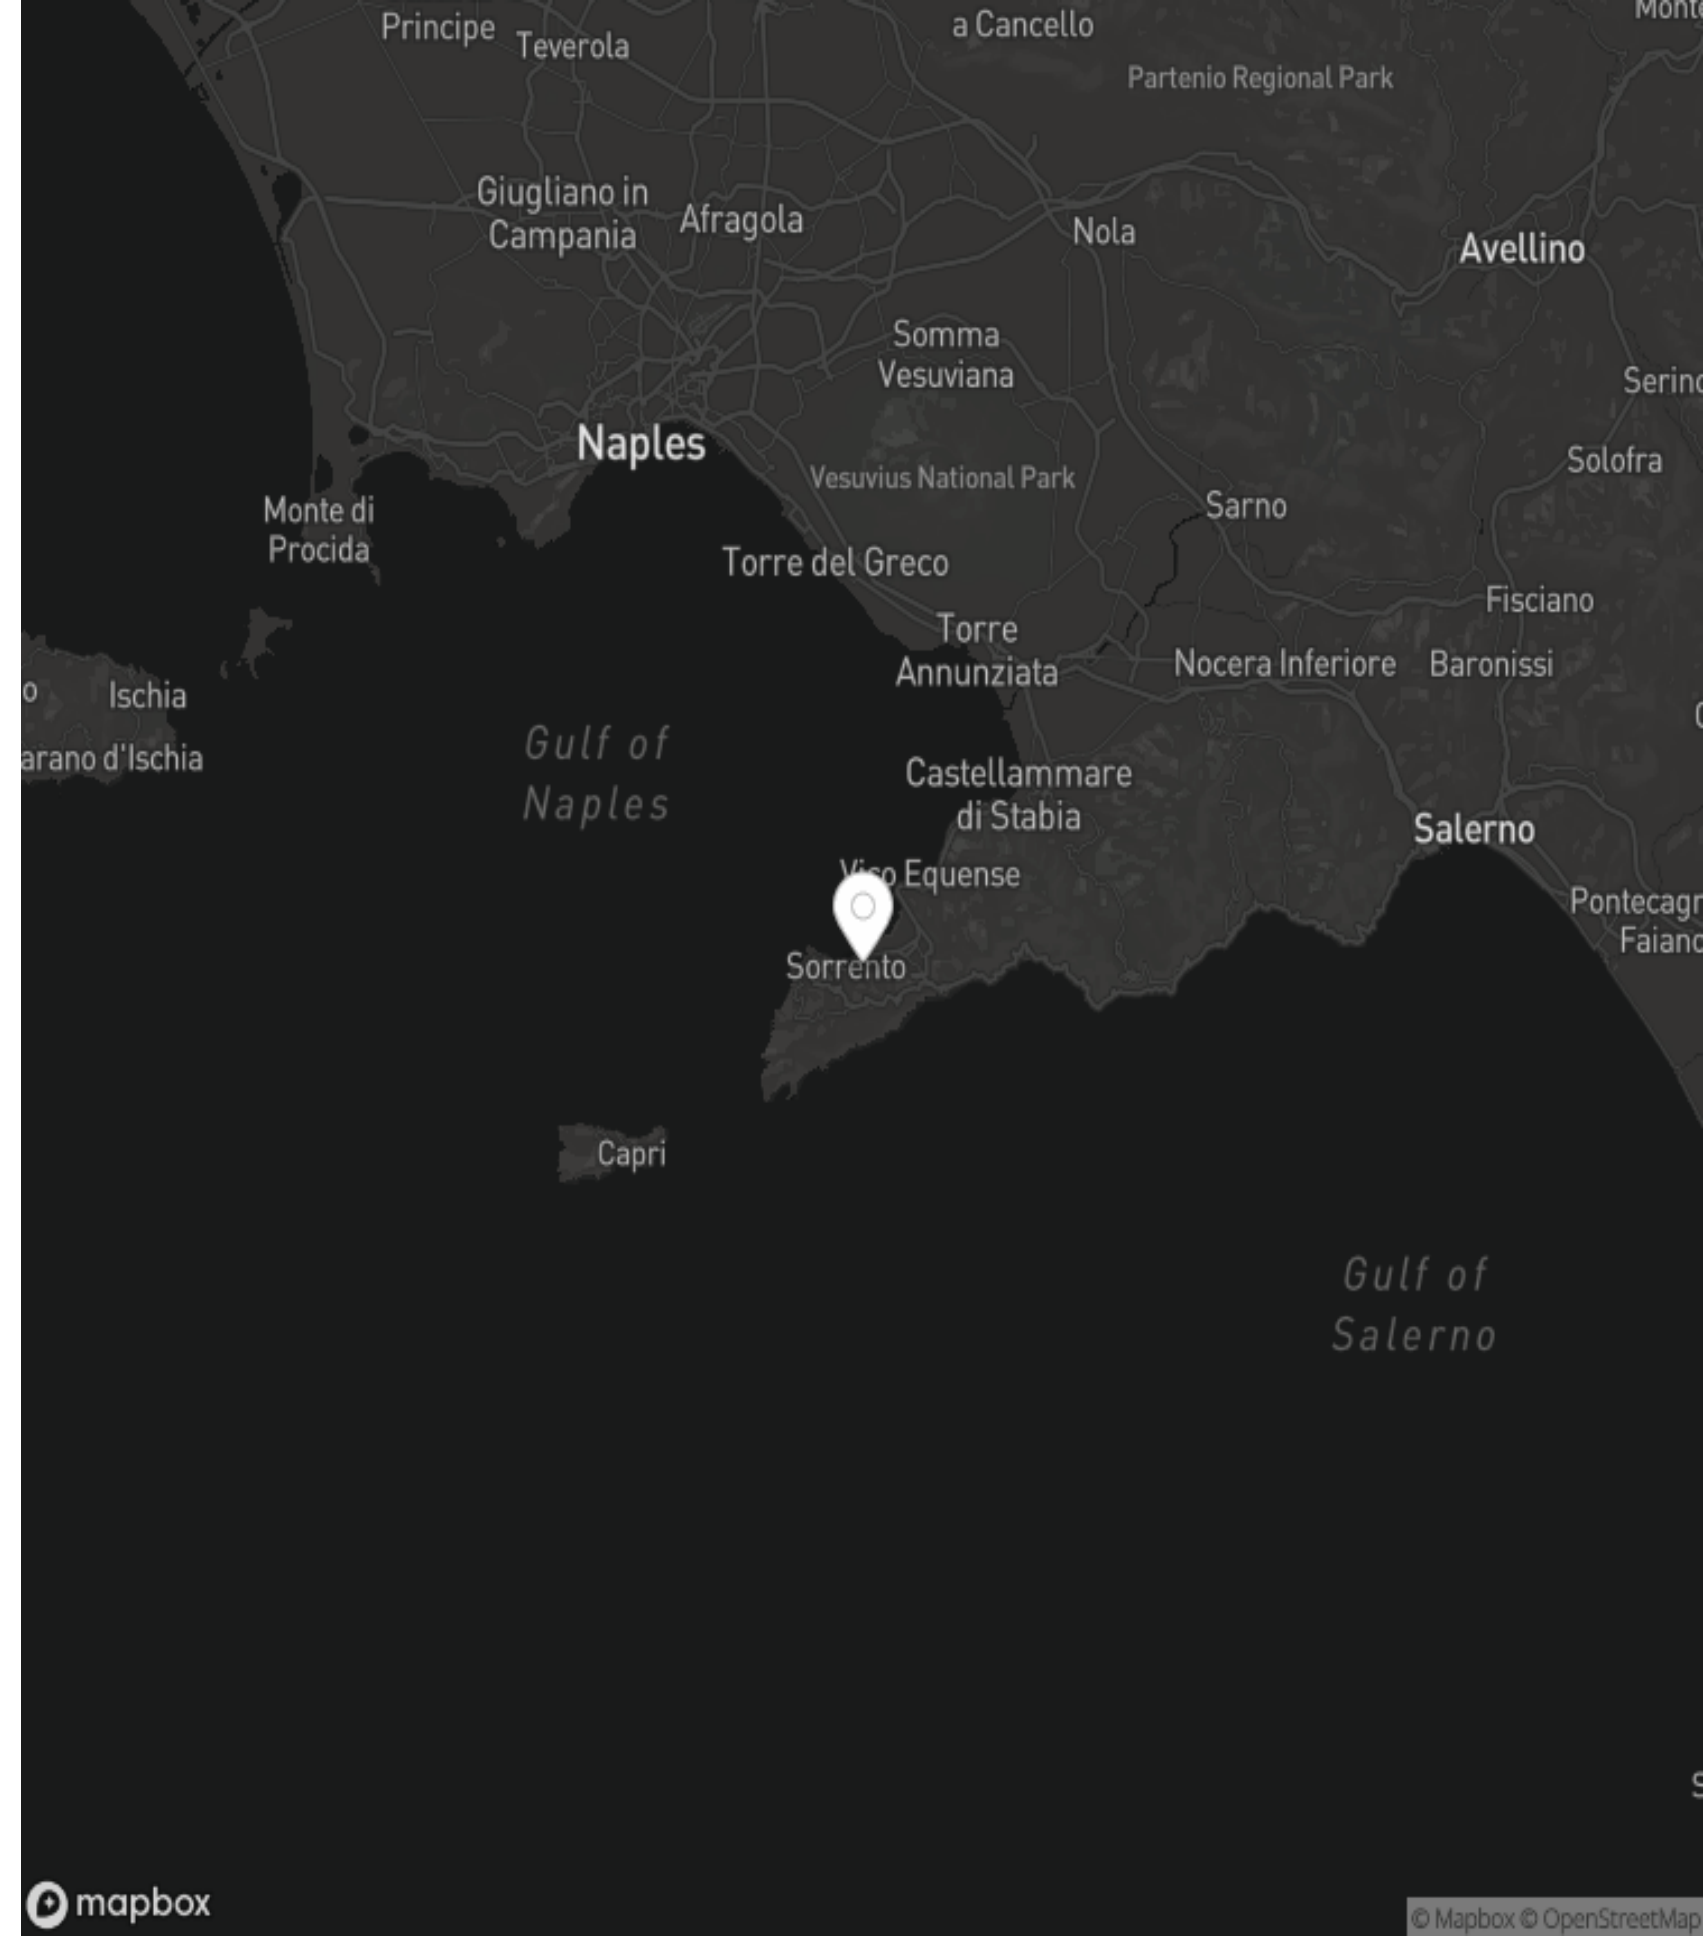 Principe
Teverola
a Cancello
Partenio Regional Park
Giugliano in
Campania
Afragola
Nola
Avellino
Somma
Vesuviana
Naples
Vesuvius National Park
Solofra
Monte di
Procida
Sarno
Torre del Greco
Fisciano
Torre
Annunziata
Nocera Inferiore
Baronissi
Ischia
arano d'Ischia
Gulf of
Naples
Castellammare
di Stabia
Salerno
Vico Equense
Sorrento
Capri
Gulf of
Salerno
mapbox
© Mapbox © OpenStreetMap